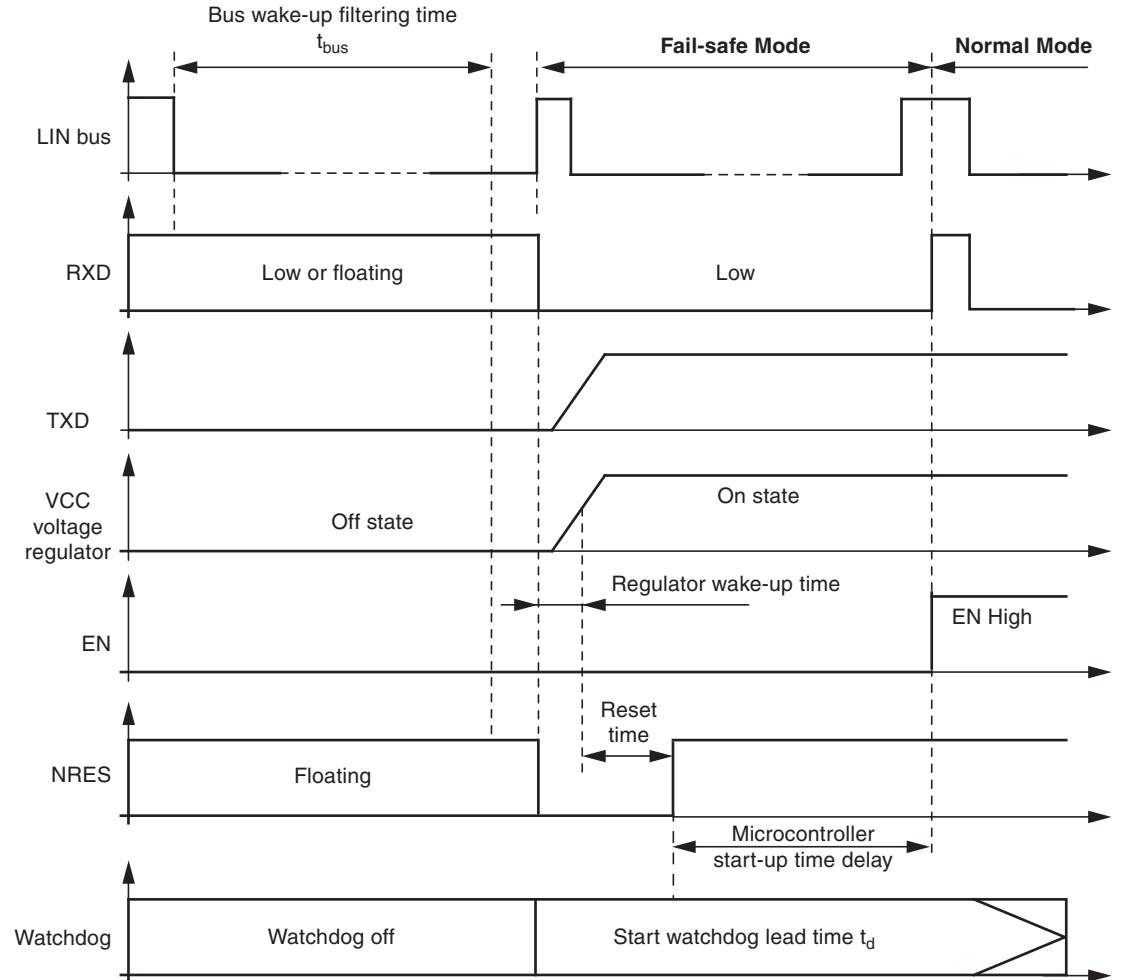 Bus wake-up filtering time
tbus
Fail-safe Mode
Normal Mode
LIN bus
RXD
Low or floating
Low
TXD
VCC
voltage
regulator
Off state
On state
Regulator wake-up time
EN
EN High
Reset
time
NRES
Floating
Microcontroller
start-up time delay
Watchdog
Watchdog off
Start watchdog lead time td